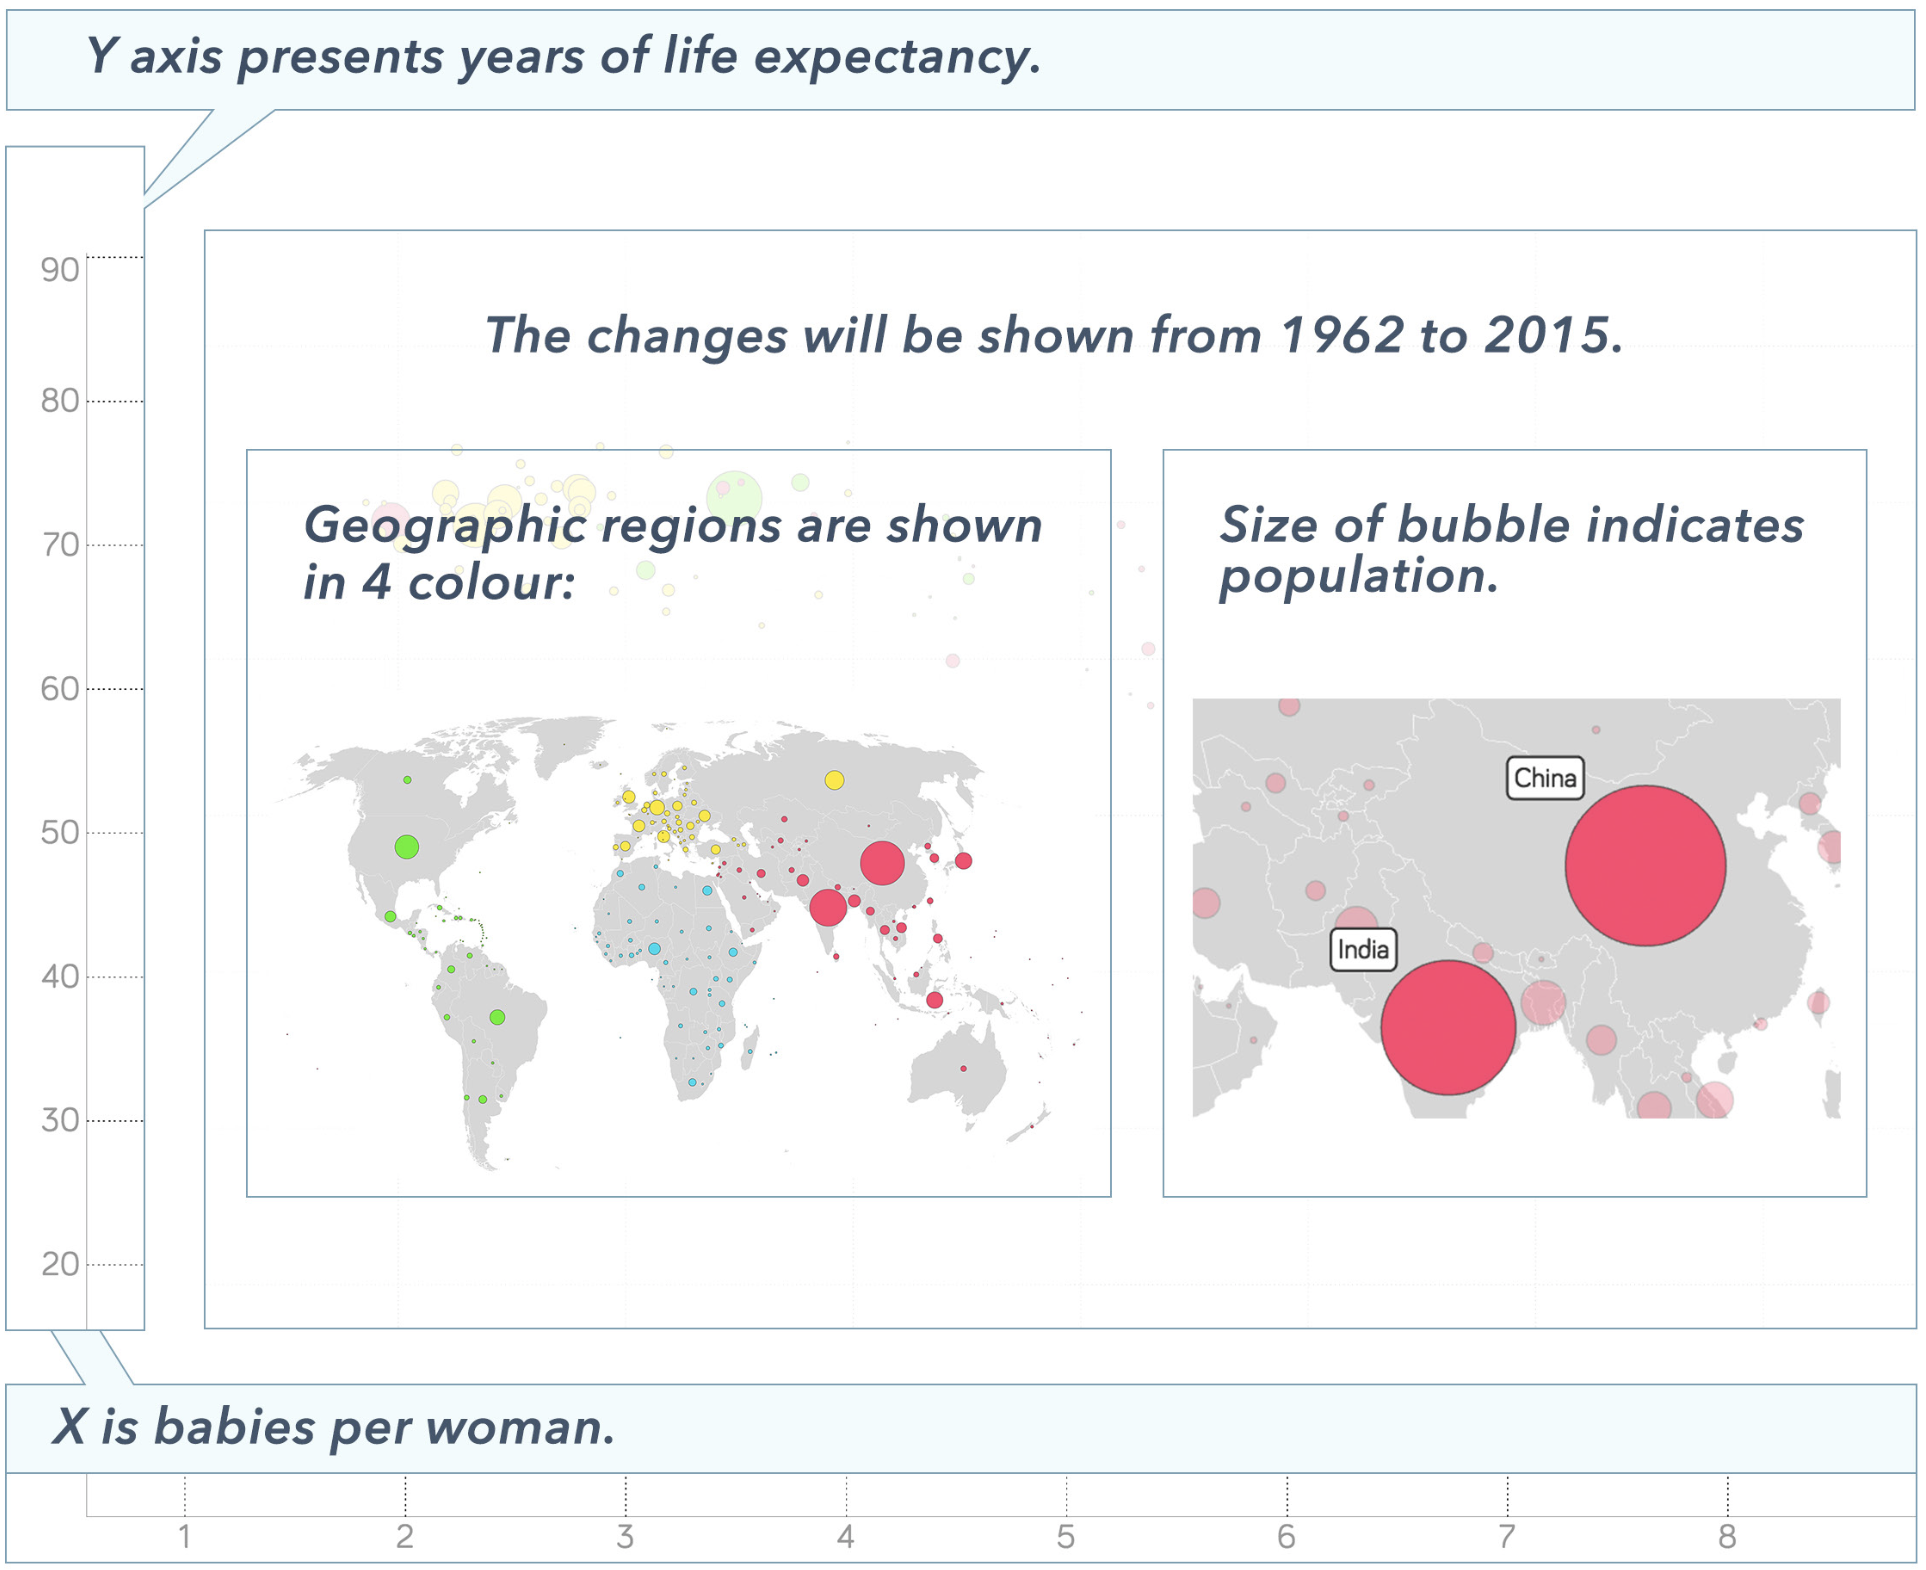 Y axis presents years of life expectancy.
90
The changes will be shown from 1962 to 2015.
80
Geographic regions are shown
in 4 colour:
Size of bubble indicates
population.
70
60
China
50
India
40
30
20
X is babies per woman.
1 2 3 4 5 6 7 8